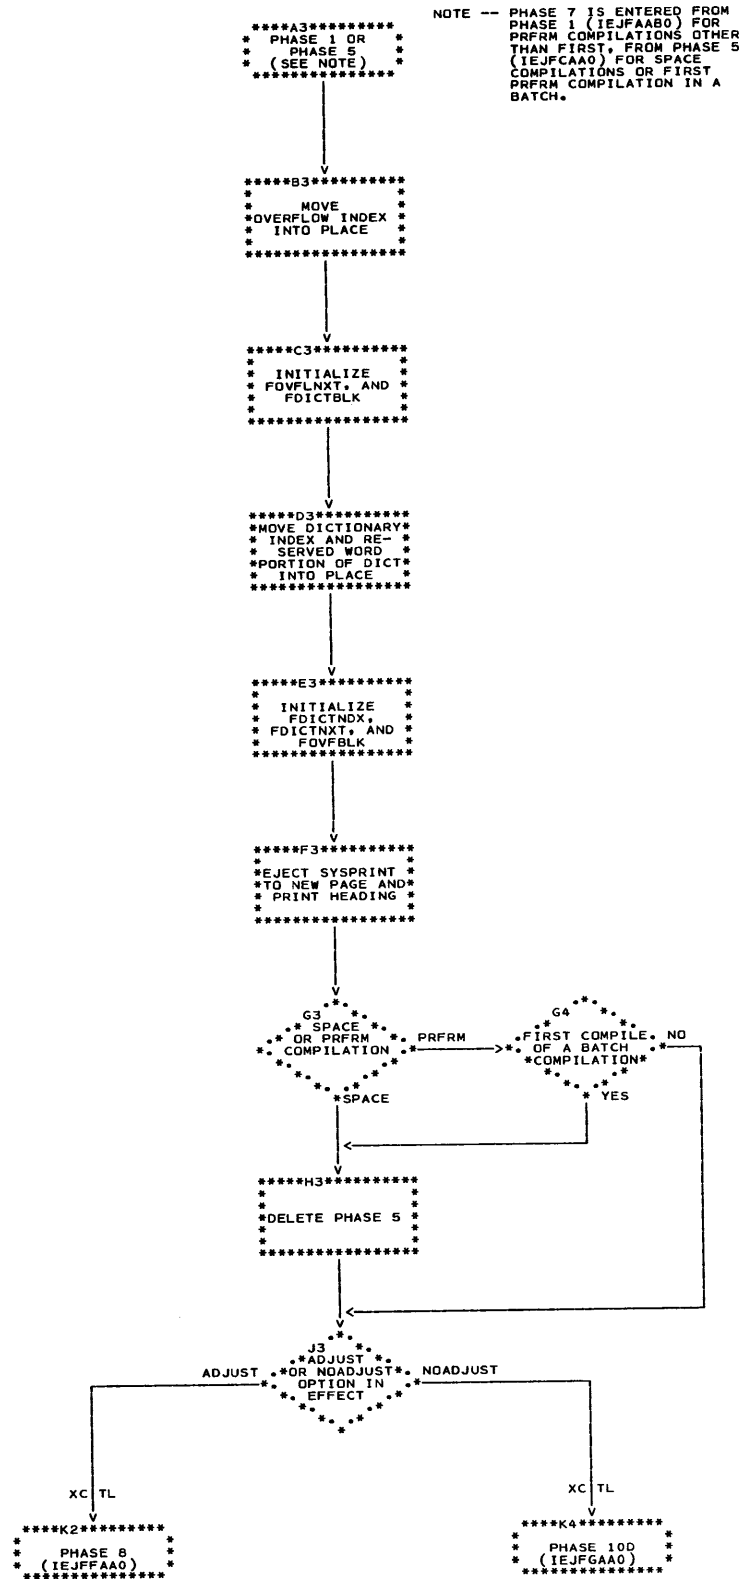 A3
PHASE 1 OR
PHASE 5
(SEE NOTE)
NOTE -- PHASE 7 IS ENTERED FROM
PHASE 1 (IEJFAAB0) FOR
PRFRM COMPILATIONS OTHER
THAN FIRST, FROM PHASE 5
(IEJFCAA0) FOR SPACE
COMPILATIONS OR FIRST
PRFRM COMPILATION IN A
BATCH.
B3
MOVE
OVERFLOW INDEX
INTO PLACE
C3
INITIALIZE
FOVFLNXT, AND
FDICTBLK
D3
MOVE DICTIONARY
INDEX AND RE-
SERVED WORD
PORTION OF DICT
INTO PLACE
E3
INITIALIZE
FDICTNDX,
FDICTNXT, AND
FOVFBLK
F3
EJECT SYSPRINT
TO NEW PAGE AND
PRINT HEADING
G3
SPACE
OR PRFRM
COMPILATION
PRFRM
SPACE
G4
FIRST COMPILE
OF A BATCH
COMPILATION
NO
YES
H3
DELETE PHASE 5
J3
ADJUST
OR NOADJUST
OPTION IN
EFFECT
ADJUST
NOADJUST
XCTL
XCTL
K2
PHASE 8
(IEJFFAA0)
K4
PHASE 10D
(IEJFGAA0)